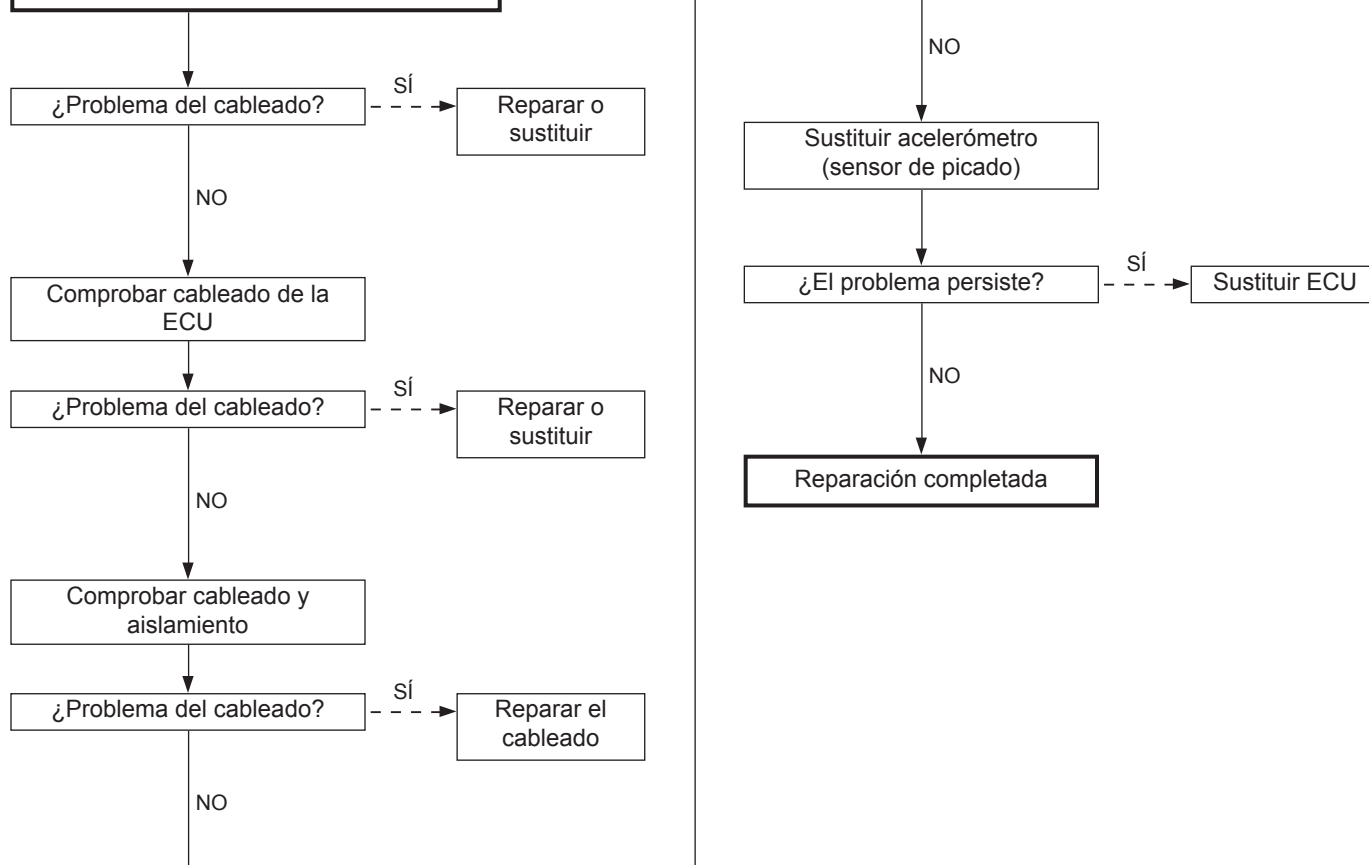 ¿Problema del cableado?
SÍ
Reparar o
sustituir
NO
Comprobar cableado de la
ECU
¿Problema del cableado?
SÍ
Reparar o
sustituir
NO
Comprobar cableado y
aislamiento
¿Problema del cableado?
SÍ
Reparar el
cableado
NO
NO
Sustituir acelerómetro
(sensor de picado)
¿El problema persiste?
SÍ
Sustituir ECU
NO
Reparación completada